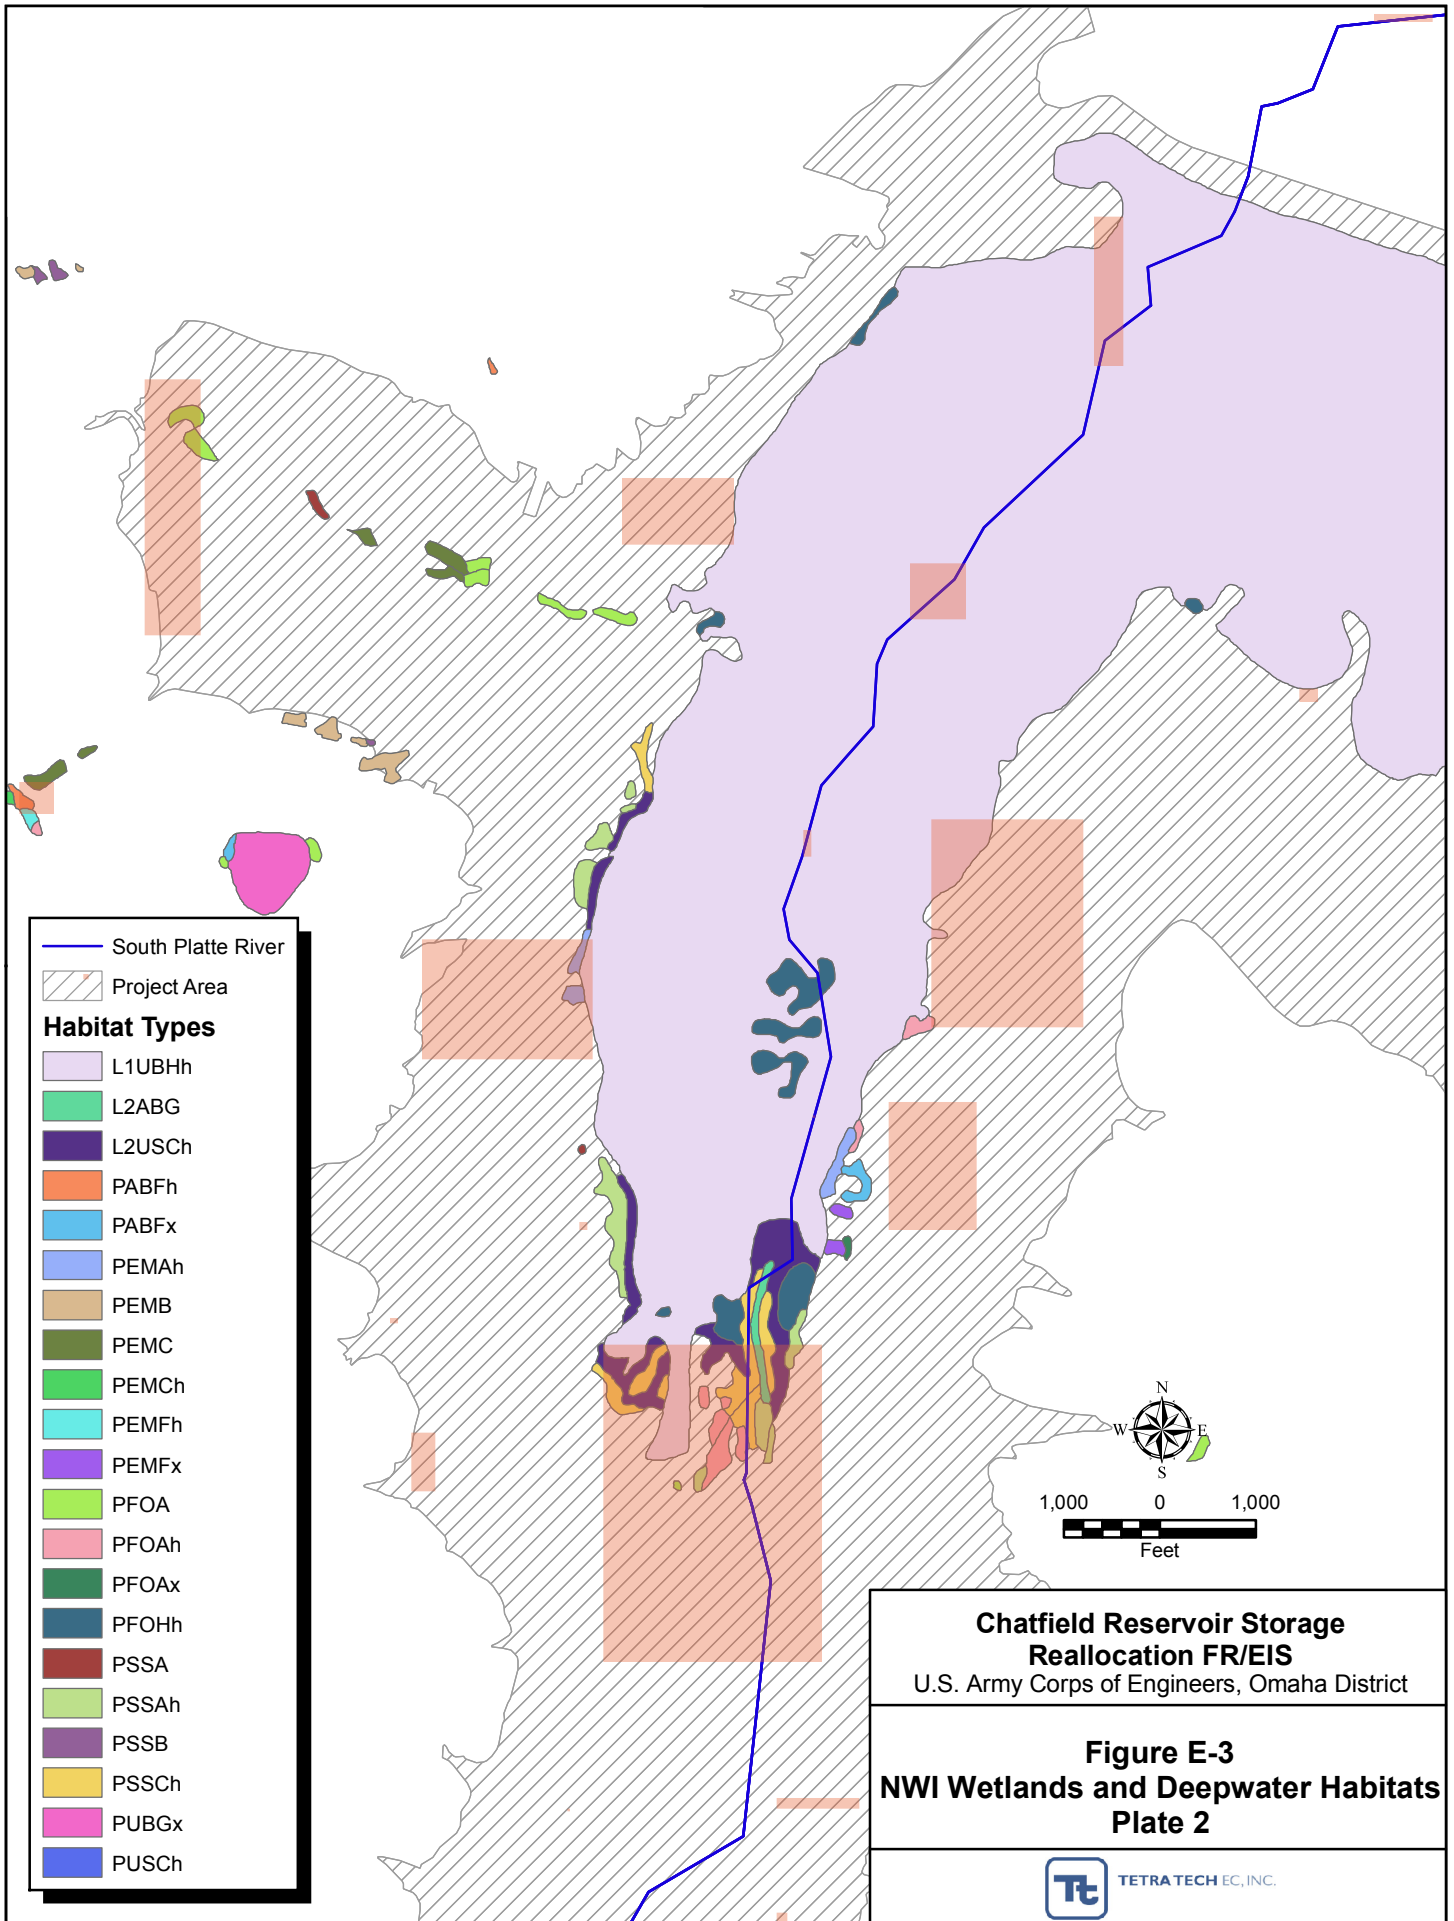 South Platte River
Project Area
Habitat Types
L1UBHh
L2ABG
L2USCh
PABFh
PABFx
PEMAh
PEMB
PEMC
PEMCh
PEMFh
PEMFx
PFOA
PFOAh
PFOAx
PFOHh
PSSA
PSSAh
PSSB
PSSCh
PUBGx
PUSCh
N
W E
S
1,000 0 1,000
Feet
Chatfield Reservoir Storage
Reallocation FR/EIS
U.S. Army Corps of Engineers, Omaha District
Figure E-3
NWI Wetlands and Deepwater Habitats
Plate 2
Tt TETRA TECH EC, INC.